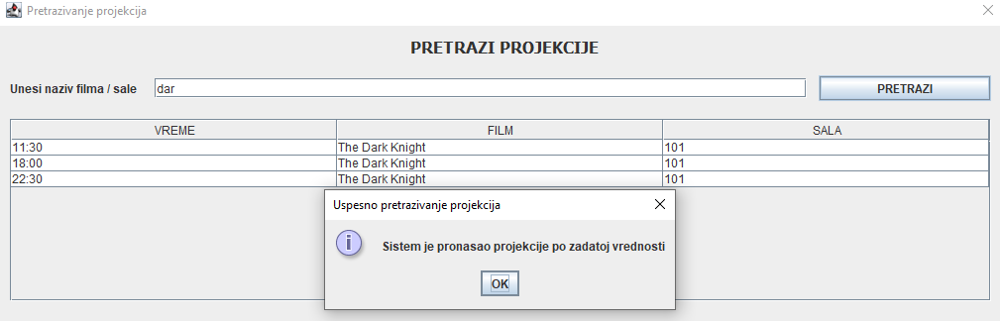 Pretrazivanje projekcija
PRETRAZI PROJEKCIJE
Unesi naziv filma / sale dar PRETRAZI
VREME FILM SALA
11:30 The Dark Knight 101
18:00 The Dark Knight 101
22:30 The Dark Knight 101
Uspesno pretrazivanje projekcija
Sistem je pronasao projekcije po zadatoj vrednosti
OK